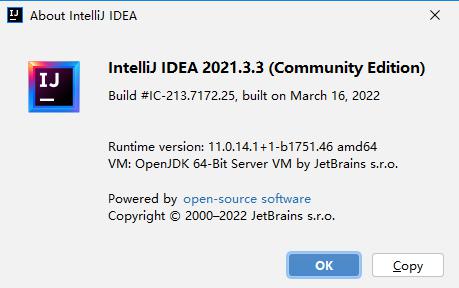 About IntelliJ IDEA
IJ
IntelliJ IDEA 2021.3.3 (Community Edition)
Build #IC-213.7172.25, built on March 16, 2022
Runtime version: 11.0.14.1+1-b1751.46 amd64
VM: OpenJDK 64-Bit Server VM by JetBrains s.r.o.
Powered by open-source software
Copyright © 2000–2022 JetBrains s.r.o.
OK
Copy